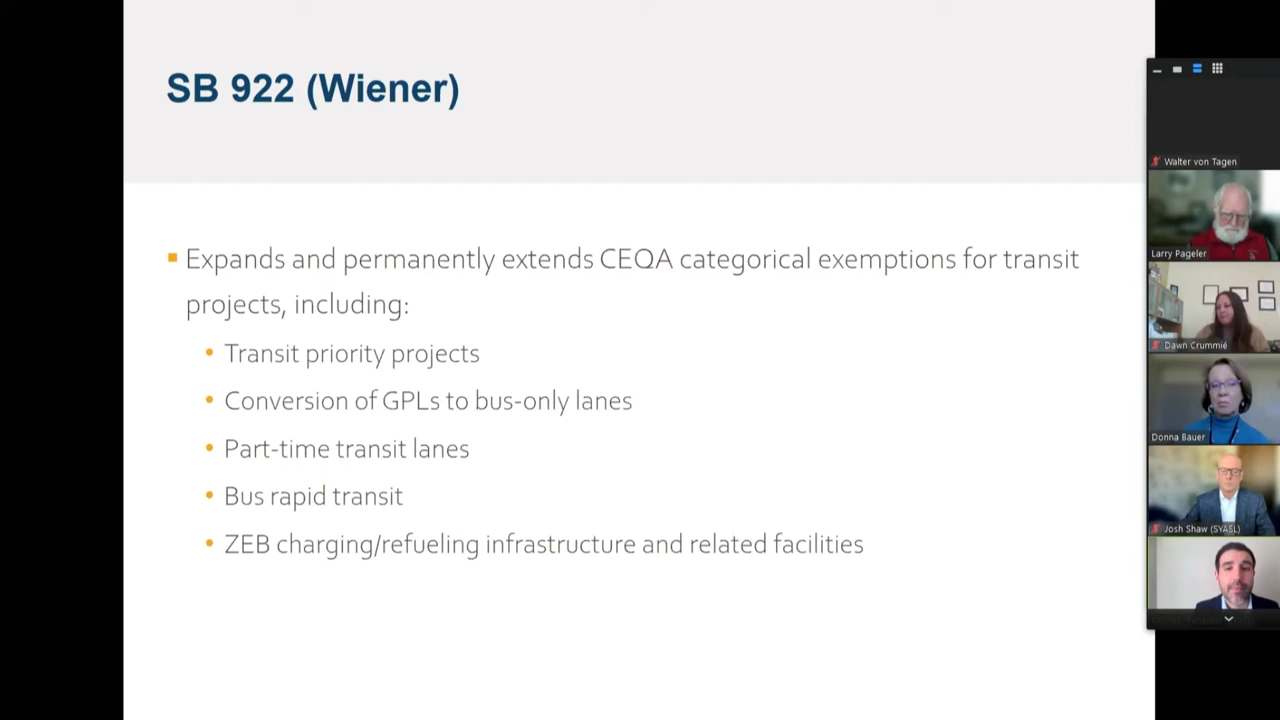 SB 922 (Wiener)
Expands and permanently extends CEQA categorical exemptions for transit
projects, including:
Transit priority projects
Conversion of GPLs to bus-only lanes
Part-time transit lanes
Bus rapid transit
ZEB charging/refueling infrastructure and related facilities
Walter von Tagen
Larry Pageler
Dawn Crummié
Donna Bauer
Josh Shaw (SYASL)